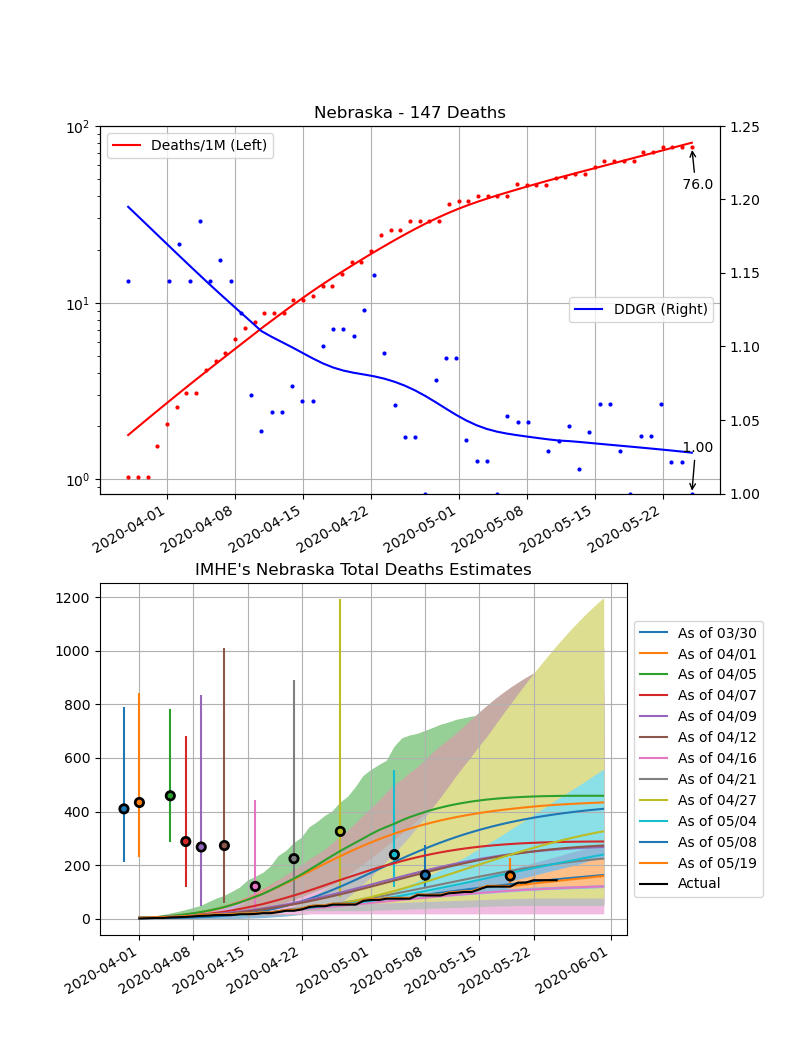 Nebraska - 147 Deaths
10²
10¹
10⁰
Deaths/1M (Left)
1.25
1.20
1.15
1.10
1.05
1.00
76.0
DDGR (Right)
1.00
2020-04-01
2020-04-08
2020-04-15
2020-04-22
2020-05-01
2020-05-08
2020-05-15
2020-05-22
IMHE's Nebraska Total Deaths Estimates
1200
1000
800
600
400
200
0
As of 03/30
As of 04/01
As of 04/05
As of 04/07
As of 04/09
As of 04/12
As of 04/16
As of 04/21
As of 04/27
As of 05/04
As of 05/08
As of 05/19
Actual
2020-04-01
2020-04-08
2020-04-15
2020-04-22
2020-05-01
2020-05-08
2020-05-15
2020-05-22
2020-06-01